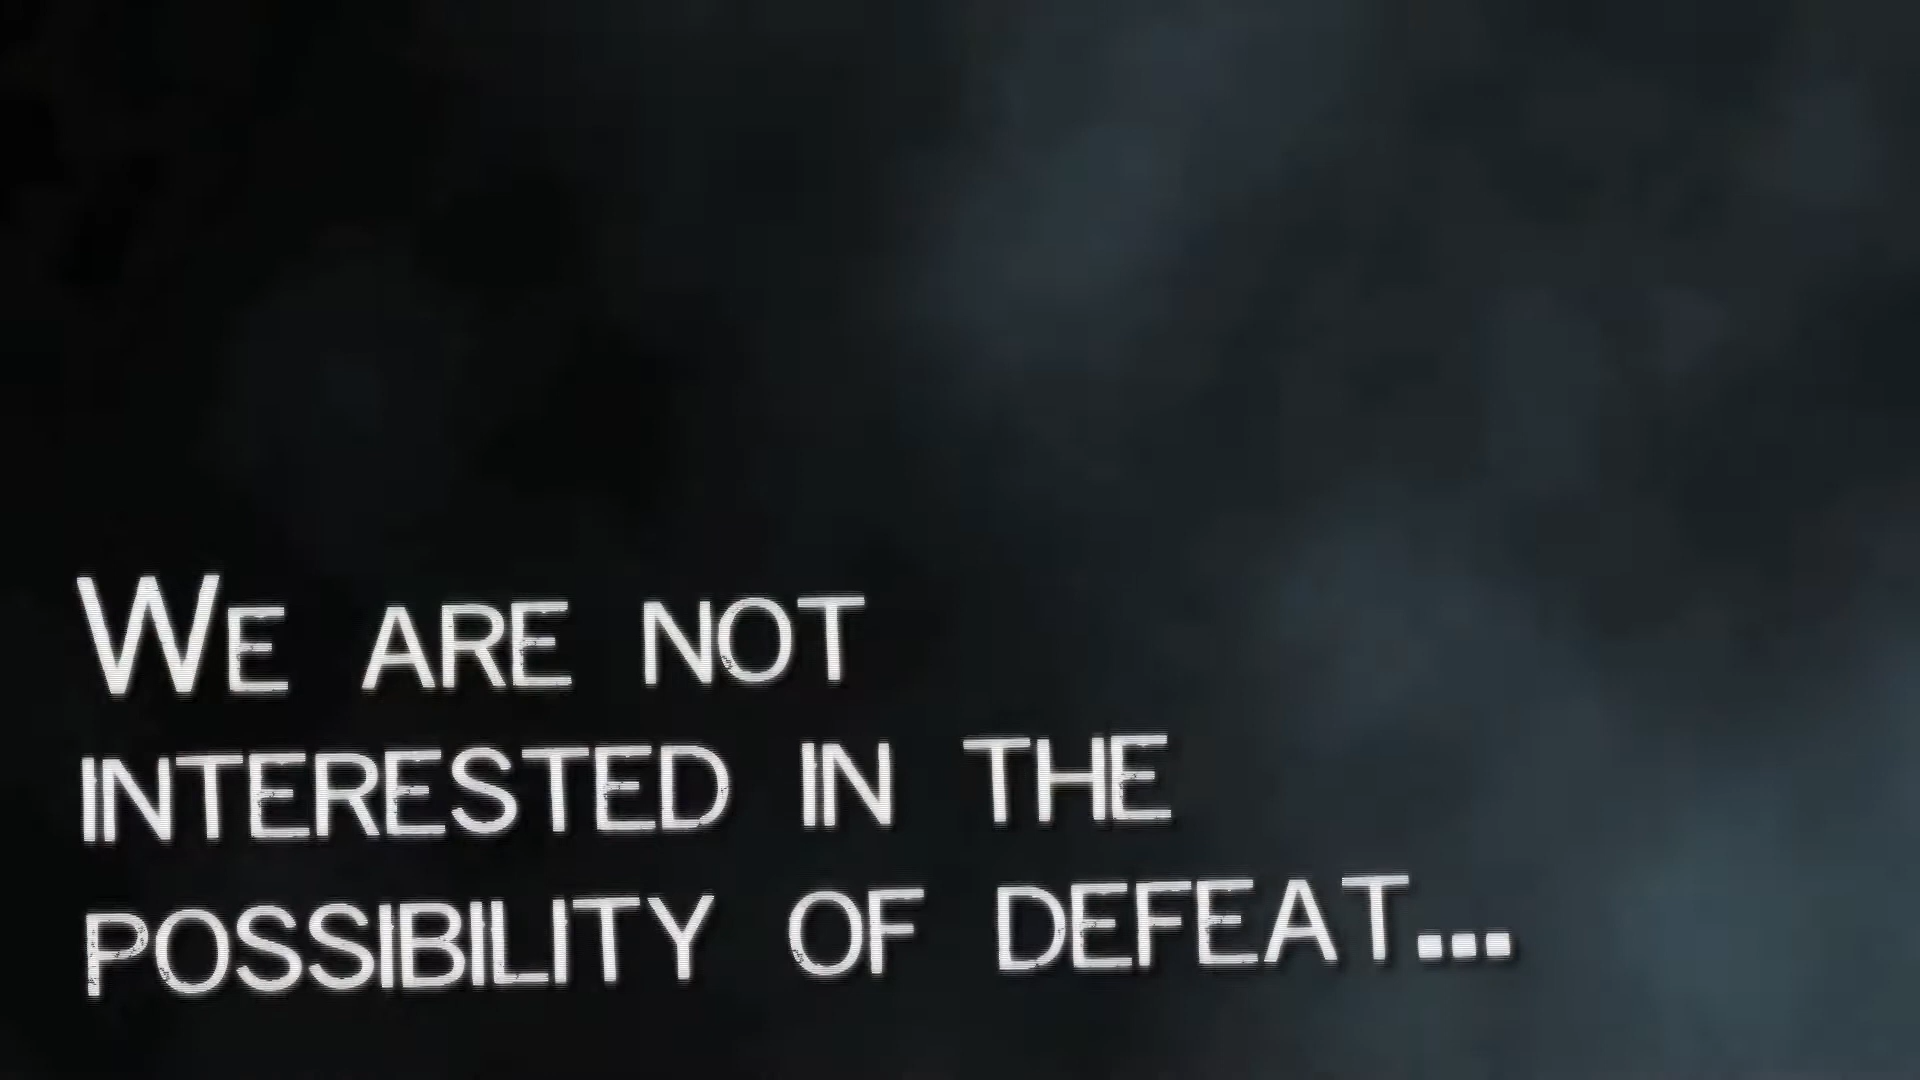 We are not
interested in the
possibility of defeat...